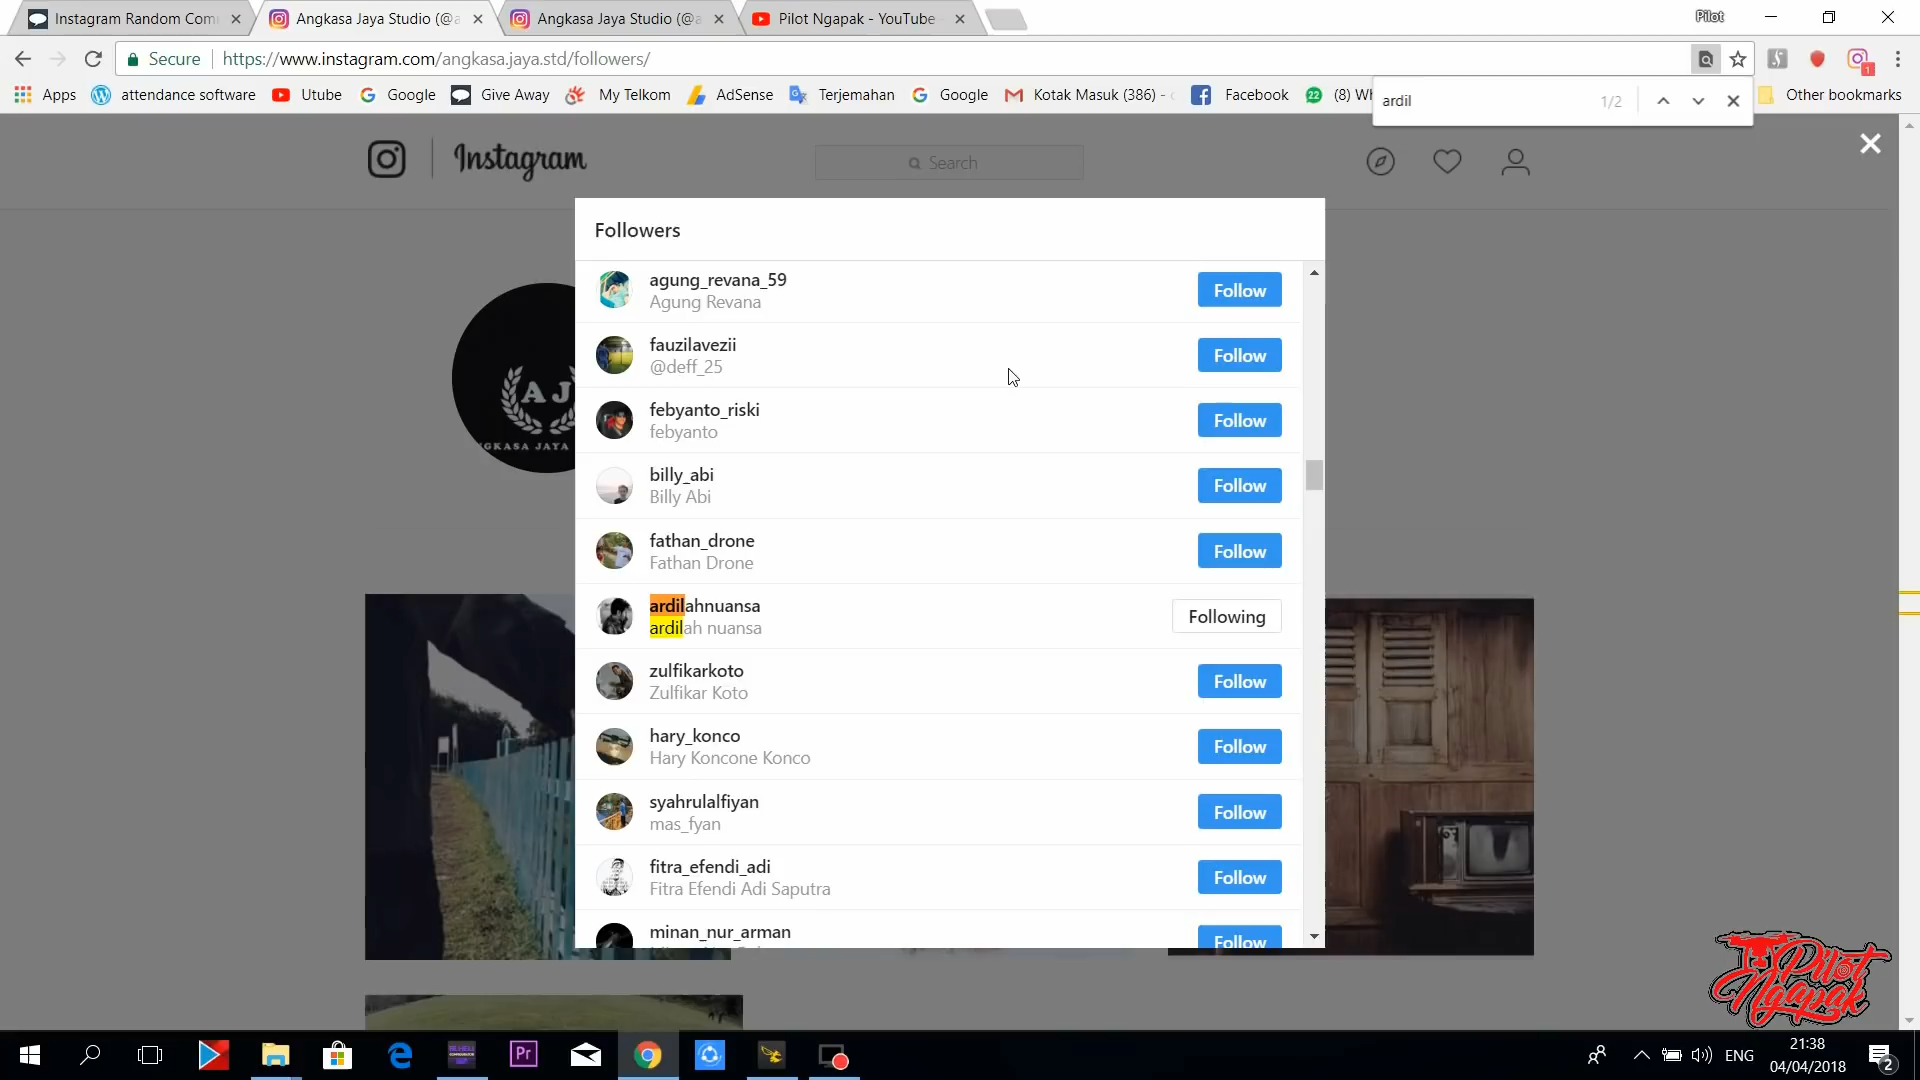 Instagram Random Com
Angkasa Jaya Studio (@a
Angkasa Jaya Studio (@a
Pilot Ngapak - YouTube
Pilot
Secure
https://www.instagram.com/angkasa.jaya.std/followers/
Apps
attendance software
Utube
Google
Give Away
My Telkom
AdSense
Terjemahan
Google
Kotak Masuk (386) -
Facebook
22
(8) Wh
Other bookmarks
1
ardil
1/2
Instagram
Search
AJ
NGKASA JAYA
Followers
agung_revana_59
Agung Revana
Follow
fauzilavezii
@deff_25
Follow
febyanto_riski
febyanto
Follow
billy_abi
Billy Abi
Follow
fathan_drone
Fathan Drone
Follow
ardilahnuansa
ardilah nuansa
Following
zulfikarkoto
Zulfikar Koto
Follow
hary_konco
Hary Koncone Konco
Follow
syahrulalfiyan
mas_fyan
Follow
fitra_efendi_adi
Fitra Efendi Adi Saputra
Follow
minan_nur_arman
Follow
Pilot
Ngapak
Pr
ENG
21:38
04/04/2018
2